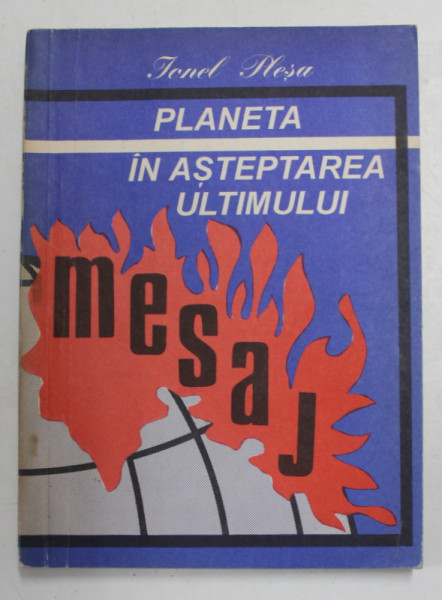 Ionel Pleșa
PLANETA
ÎN AȘTEPTAREA
ULTIMULUI
mesaj